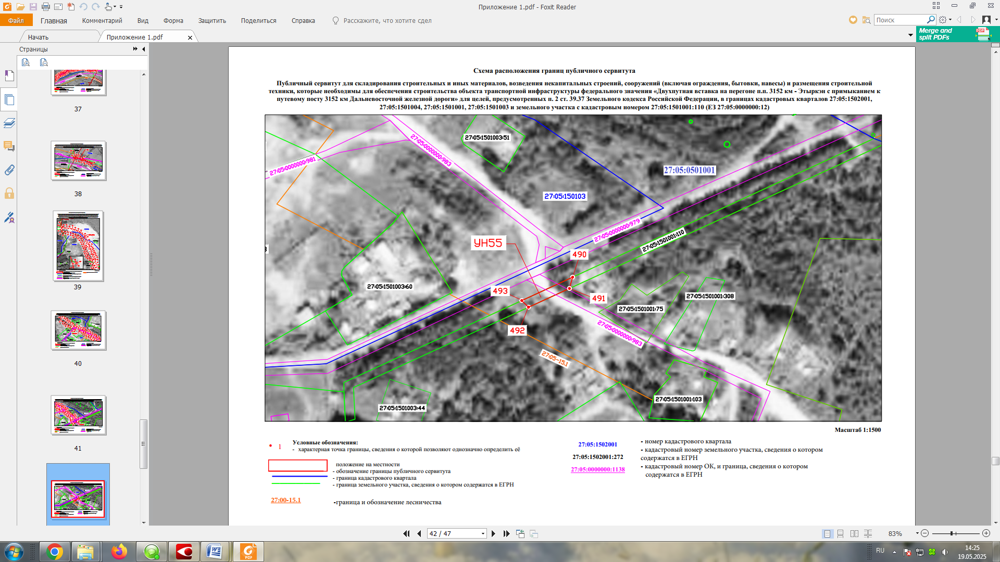 Приложение 1.pdf - Foxit Reader
Файл
Главная
Комментарий
Вид
Форма
Защитить
Поделиться
Справка
Расскажите, что хотите сделать
Поиск
Начать
Приложение 1.pdf
Merge and
split PDFs
Страницы
37
38
39
40
41
Схема расположения границ публичного сервитута
Публичный сервитут для складирования строительных и иных материалов, возведения некапитальных строений, сооружений (включая ограждения, бытовки, навесы) и размещения строительной
техники, которые необходимы для обеспечения строительства объекта транспортной инфраструктуры федерального значения «Двухпутная вставка на перегоне п.п. 3152 км - Этыркэн с примыканием к
путевому посту 3152 км Дальневосточной железной дороги» для целей, предусмотренных п. 2 ст. 39.37 Земельного кодекса Российской Федерации, в границах кадастровых кварталов 27:05:1502001,
27:05:1501004, 27:05:1501001, 27:05:1501003 и земельного участка с кадастровым номером 27:05:1501001:110 (ЕЗ 27:05:0000000:12)
27:05:1501003:51
27:05:0000000:983
27:05:0000000:981
27:05:0501001
27:05:150103
27:05:0000000:979
27:05:1501001:110
УН55
490
493
491
492
27:05:1501003:60
27:05:1501001:308
27:05:1501001:75
27:05:0000000:983
27:05-15.1
27:05:1501001:103
27:05:1501003:44
Масштаб 1:1500
Условные обозначения:
1
- характерная точка границы, сведения о которой позволяют однозначно определить её
положение на местности
- обозначение границы публичного сервитута
- граница кадастрового квартала
- граница земельного участка, сведения о котором содержатся в ЕГРН
27:00-15.1
-граница и обозначение лесничества
27:05:1502001
- номер кадастрового квартала
27:05:1502001:272
- кадастровый номер земельного участка, сведения о котором
содержатся в ЕГРН
27:05:0000000:1138
- кадастровый номер ОК, и граница, сведения о котором
содержатся в ЕГРН
42 / 47
83%
RU
14:25
19.05.2025